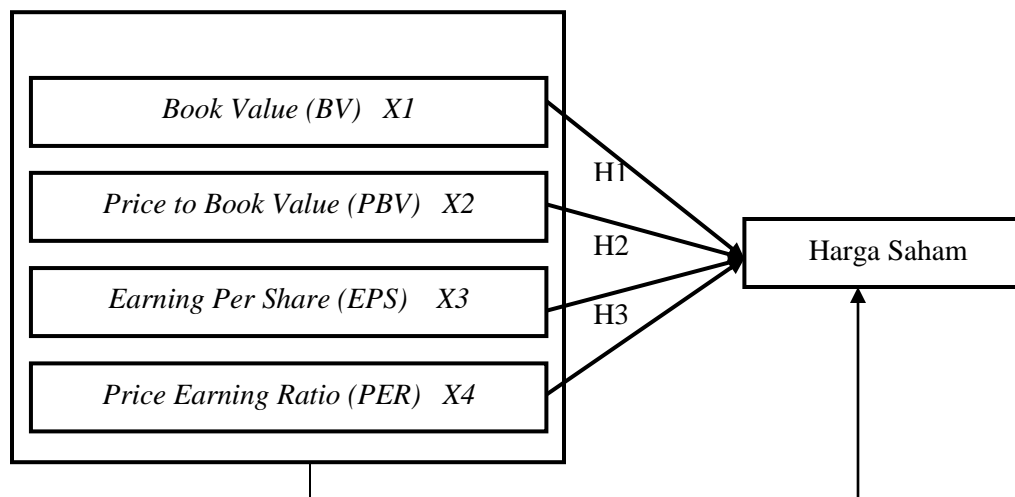 Book Value (BV) X1
H1
Price to Book Value (PBV) X2
H2
Harga Saham
Earning Per Share (EPS) X3
H3
Price Earning Ratio (PER) X4